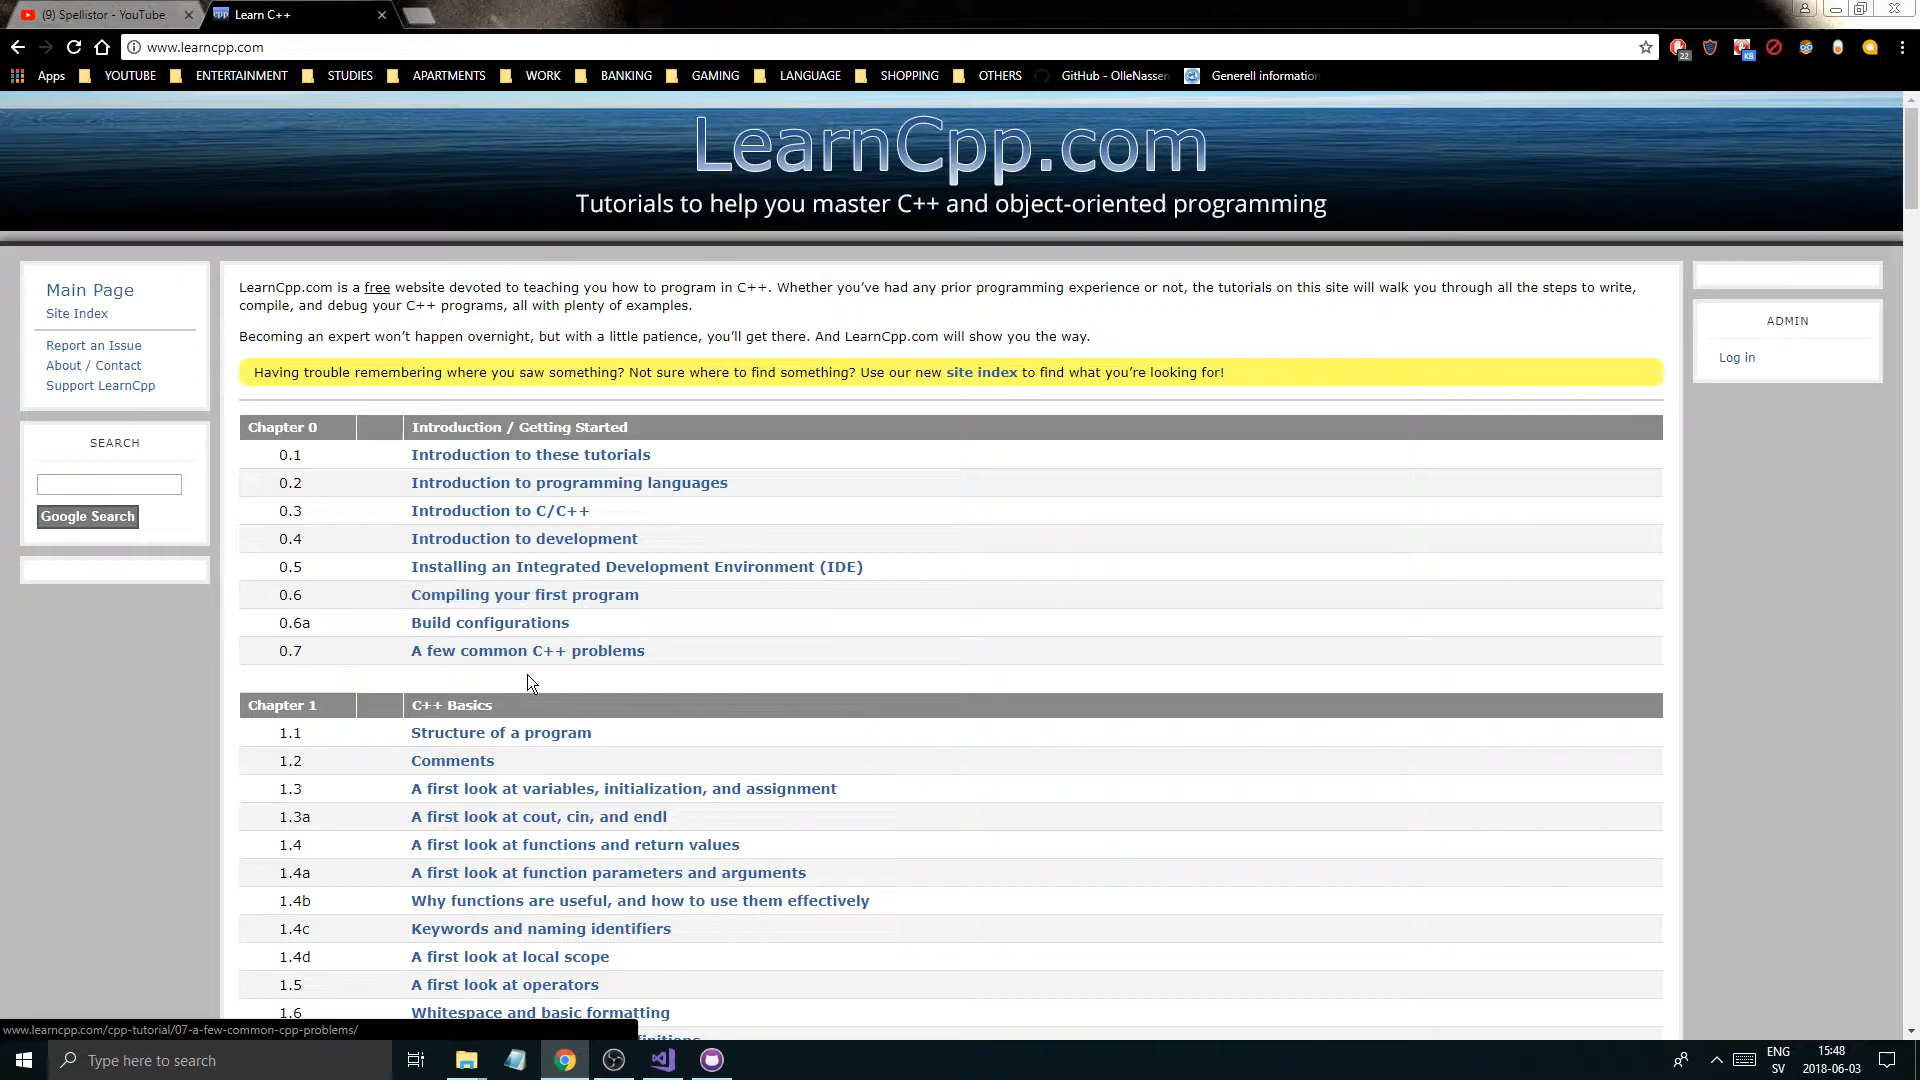 (9) Spellistor - YouTube
Learn C++
www.learncpp.com
Apps YOUTUBE ENTERTAINMENT STUDIES APARTMENTS WORK BANKING GAMING LANGUAGE SHOPPING OTHERS GitHub - OlleNassen Generell information
22
KB
LearnCpp.com
Tutorials to help you master C++ and object-oriented programming
Main Page
Site Index
Report an Issue
About / Contact
Support LearnCpp
SEARCH
Google Search
LearnCpp.com is a free website devoted to teaching you how to program in C++. Whether you've had any prior programming experience or not, the tutorials on this site will walk you through all the steps to write,
compile, and debug your C++ programs, all with plenty of examples.
Becoming an expert won't happen overnight, but with a little patience, you'll get there. And LearnCpp.com will show you the way.
Having trouble remembering where you saw something? Not sure where to find something? Use our new site index to find what you're looking for!
Chapter 0 Introduction / Getting Started
0.1 Introduction to these tutorials
0.2 Introduction to programming languages
0.3 Introduction to C/C++
0.4 Introduction to development
0.5 Installing an Integrated Development Environment (IDE)
0.6 Compiling your first program
0.6a Build configurations
0.7 A few common C++ problems
Chapter 1 C++ Basics
1.1 Structure of a program
1.2 Comments
1.3 A first look at variables, initialization, and assignment
1.3a A first look at cout, cin, and endl
1.4 A first look at functions and return values
1.4a A first look at function parameters and arguments
1.4b Why functions are useful, and how to use them effectively
1.4c Keywords and naming identifiers
1.4d A first look at local scope
1.5 A first look at operators
1.6 Whitespace and basic formatting
ADMIN
Log in
www.learncpp.com/cpp-tutorial/07-a-few-common-cpp-problems/
Type here to search
ENG
SV
15:48
2018-06-03